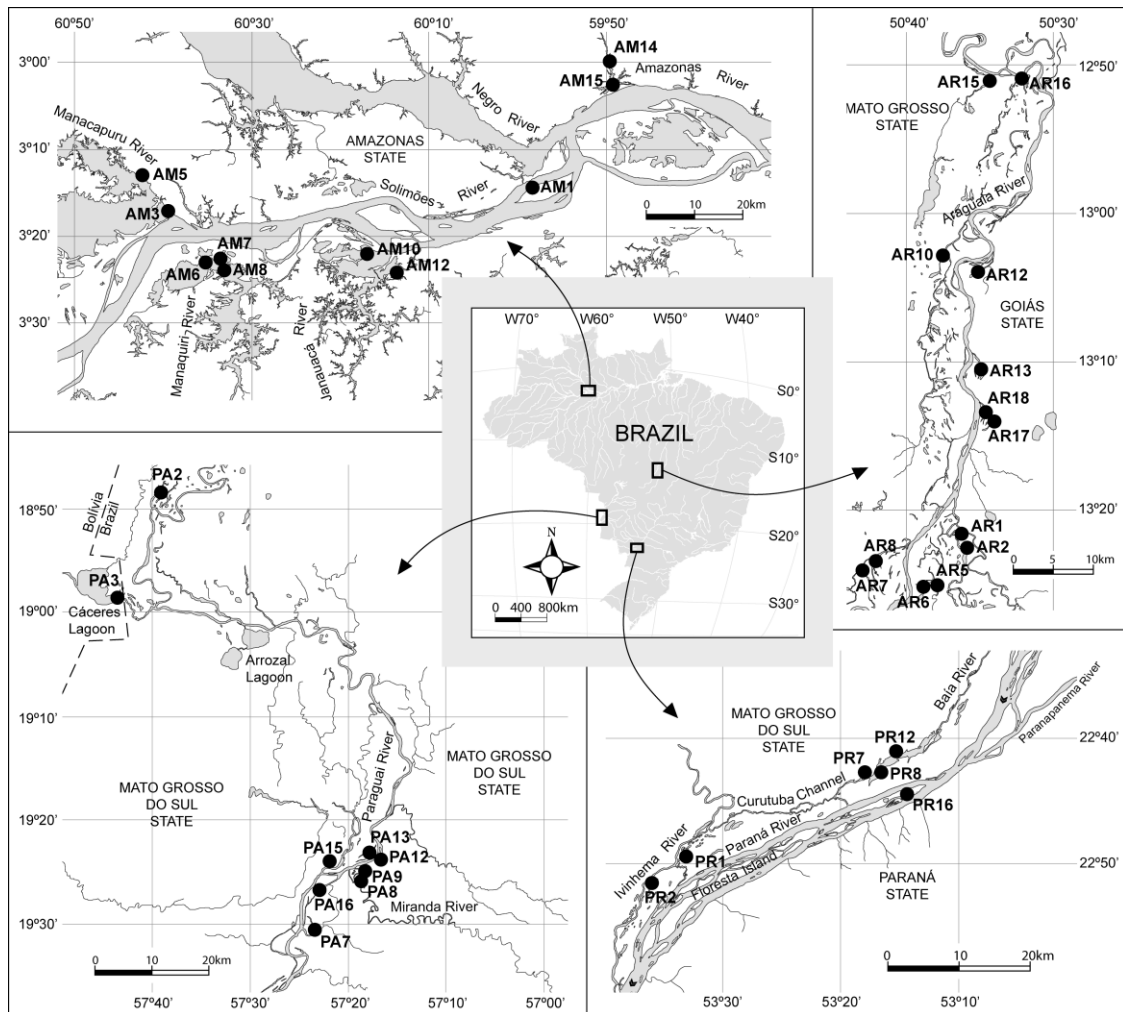 60°50'
60°30'
60°10'
59°50'
3°00'
3°10'
3°20'
3°30'
AM14
AM15
Amazonas
River
Negro River
Manacapuru River
AMAZONAS
STATE
AM5
AM3
Solimões River
AM1
0 10 20km
AM7
AM6
AM8
AM10
AM12
Manaquiri River
Janauacá River
50°40'
50°30'
12°50'
13°00'
13°10'
13°20'
AR15
AR16
MATO GROSSO
STATE
Araguaia River
AR10
AR12
GOIÁS
STATE
AR13
AR18
AR17
AR1
AR2
AR8
AR7
AR5
AR6
0 5 10km
W70°
W60°
W50°
W40°
S0°
S10°
S20°
S30°
BRAZIL
N
0 400 800km
PA2
18°50'
Bolívia
Brazil
PA3
19°00'
Cáceres
Lagoon
Arrozal
Lagoon
19°10'
MATO GROSSO
DO SUL
STATE
Paraguai River
MATO GROSSO
DO SUL
STATE
19°20'
PA13
PA15
PA12
PA9
PA8
PA16
Miranda River
19°30'
PA7
0 10 20km
57°40'
57°30'
57°20'
57°10'
57°00'
MATO GROSSO
DO SUL
STATE
Baía River
Paranapanema River
PR12
22°40'
PR7
PR8
Curutuba Channel
PR16
Ivinhema River
Paraná River
PR1
Floresta Island
22°50'
PR2
PARANÁ
STATE
0 10 20km
53°30'
53°20'
53°10'